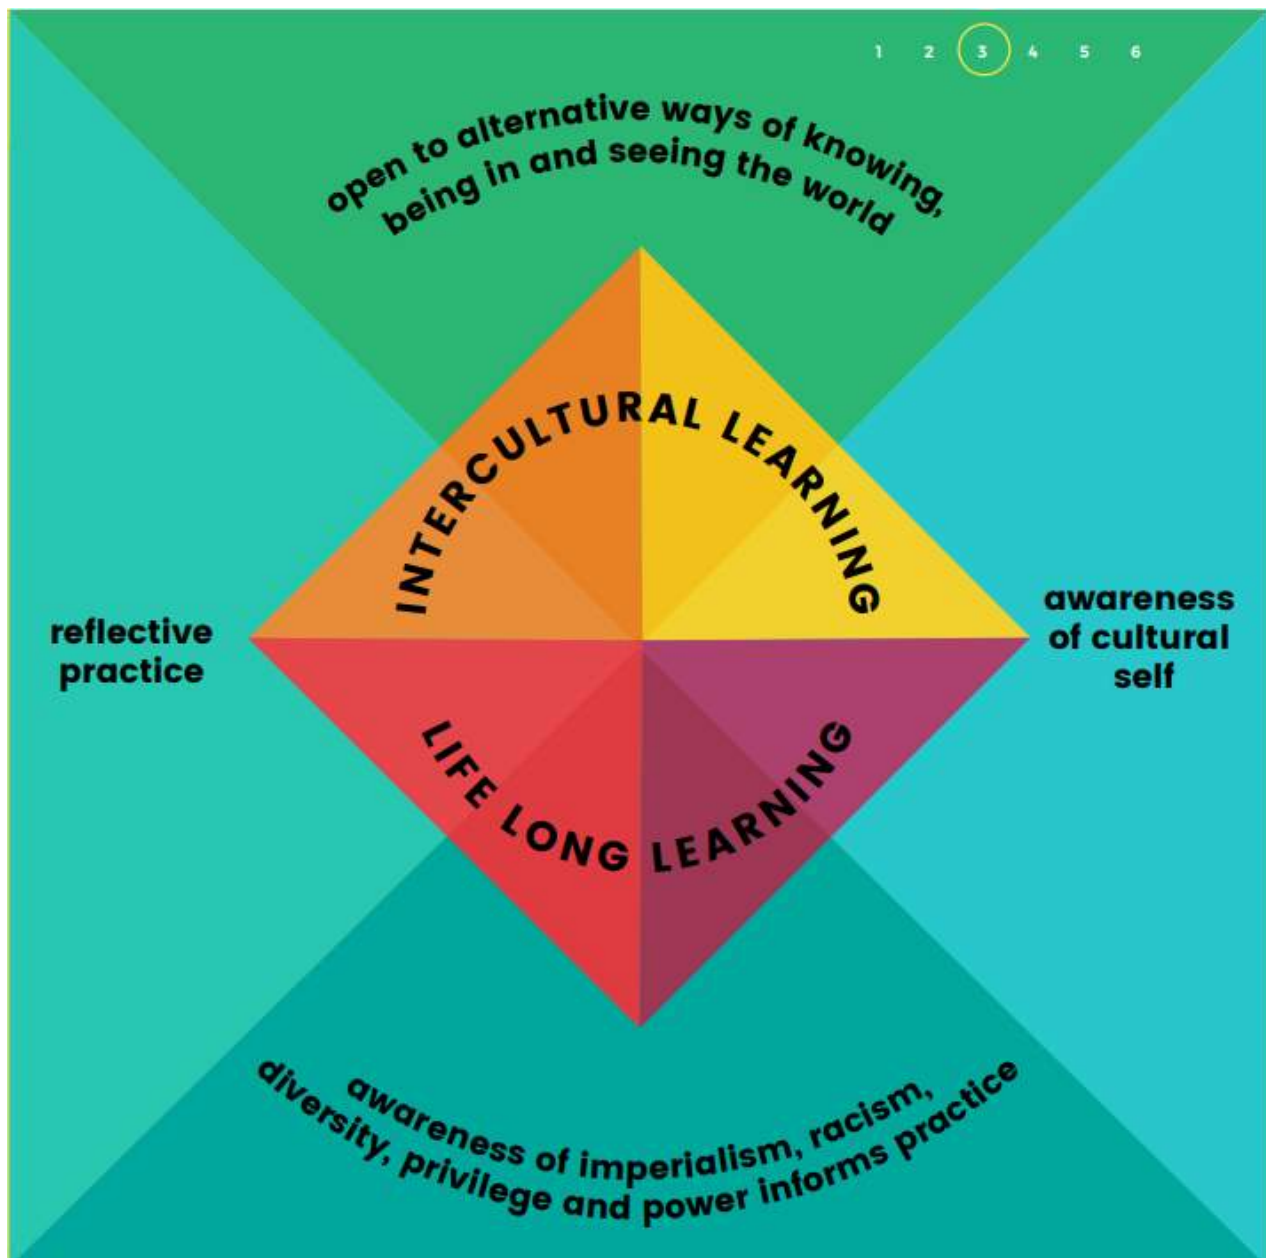 1 2 3 4 5 6
open to alternative ways of knowing,
being in and seeing the world
INTERCULTURAL LEARNING
reflective
practice
awareness
of cultural
self
LIFE LONG LEARNING
awareness of imperialism, racism,
diversity, privilege and power informs practice